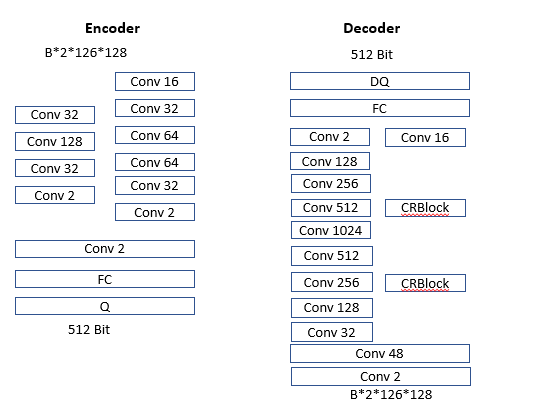 Encoder
B*2*126*128
Conv 16
Conv 32
Conv 32
Conv 128
Conv 64
Conv 32
Conv 64
Conv 2
Conv 32
Conv 2
Conv 2
FC
Q
512 Bit
Decoder
512 Bit
DQ
FC
Conv 2
Conv 16
Conv 128
Conv 256
Conv 512
CRBlock
Conv 1024
Conv 512
Conv 256
CRBlock
Conv 128
Conv 32
Conv 48
Conv 2
B*2*126*128